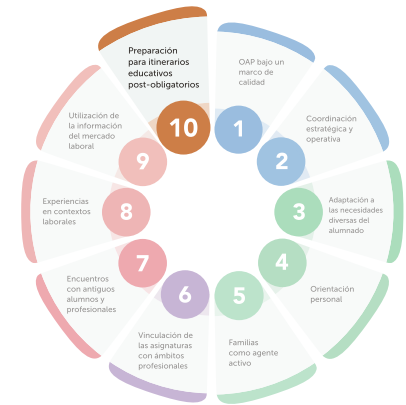 Preparación
para itinerarios
educativos
post-obligatorios
10
OAP bajo un
marco de
calidad
1
Coordinación
estratégica y
operativa
2
Adaptación a
las necesidades
diversas del
alumnado
3
Orientación
personal
4
Familias
como agente
activo
5
Vinculación de
las asignaturas
con ámbitos
profesionales
6
Encuentros
con antiguos
alumnos y
profesionales
7
Experiencias
en contextos
laborales
8
Utilización de
la información
del mercado
laboral
9